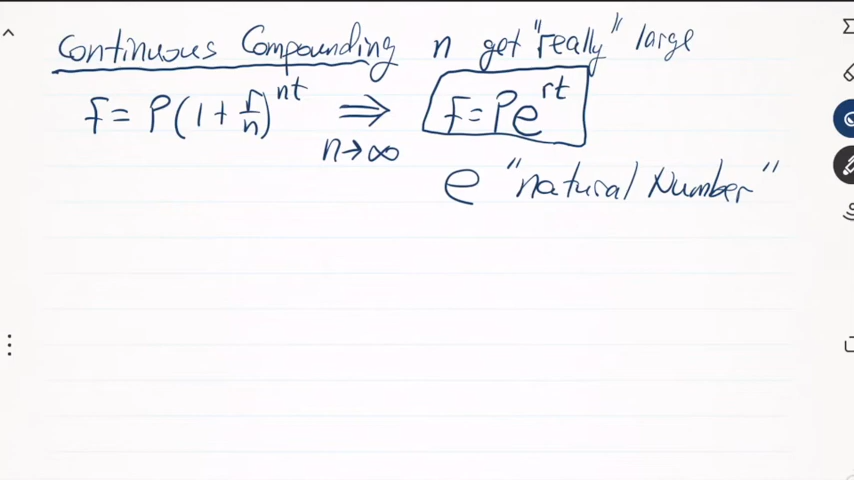 Continuous Compounding n get "really" large
F = P(1 + r/n)^nt ⇒ F = Pe^rt
n→∞
e "natural Number"